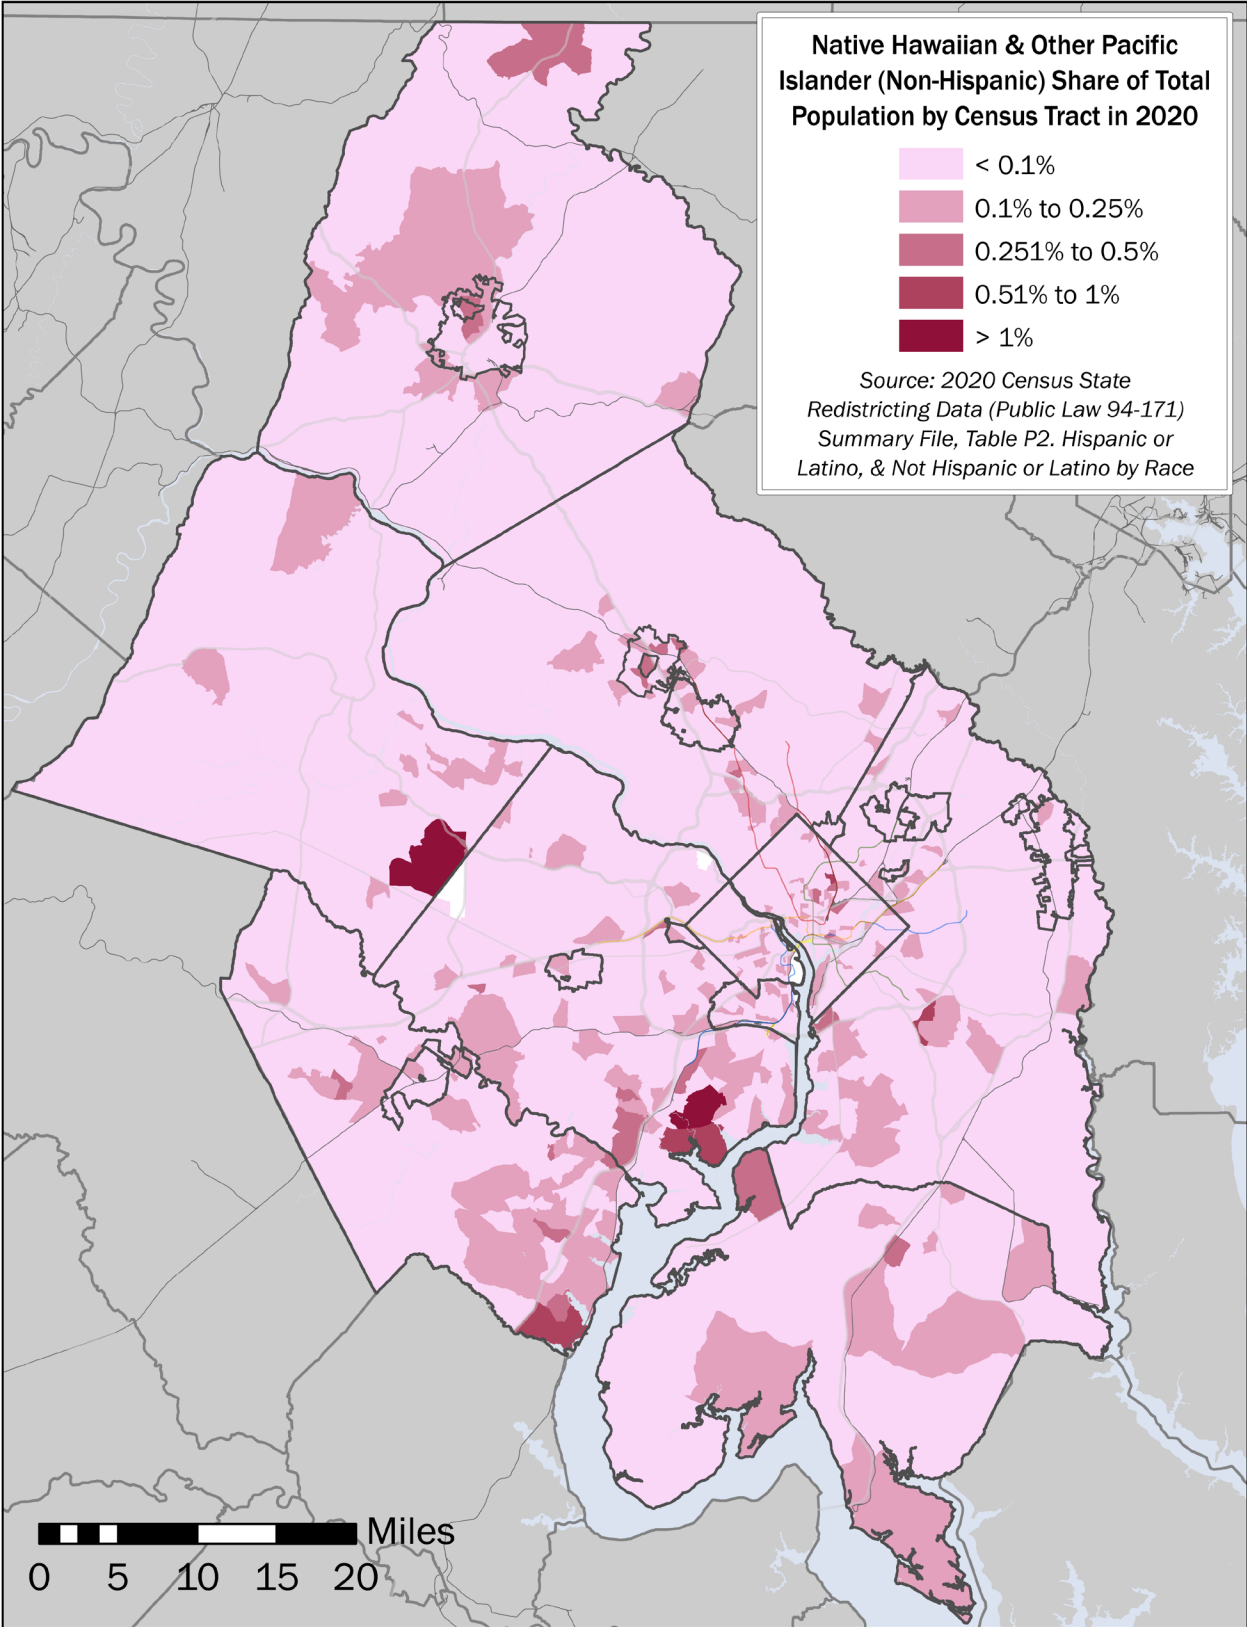 Native Hawaiian & Other Pacific
Islander (Non-Hispanic) Share of Total
Population by Census Tract in 2020
< 0.1%
0.1% to 0.25%
0.251% to 0.5%
0.51% to 1%
> 1%
Source: 2020 Census State
Redistricting Data (Public Law 94-171)
Summary File, Table P2. Hispanic or
Latino, & Not Hispanic or Latino by Race
Miles
0 5 10 15 20